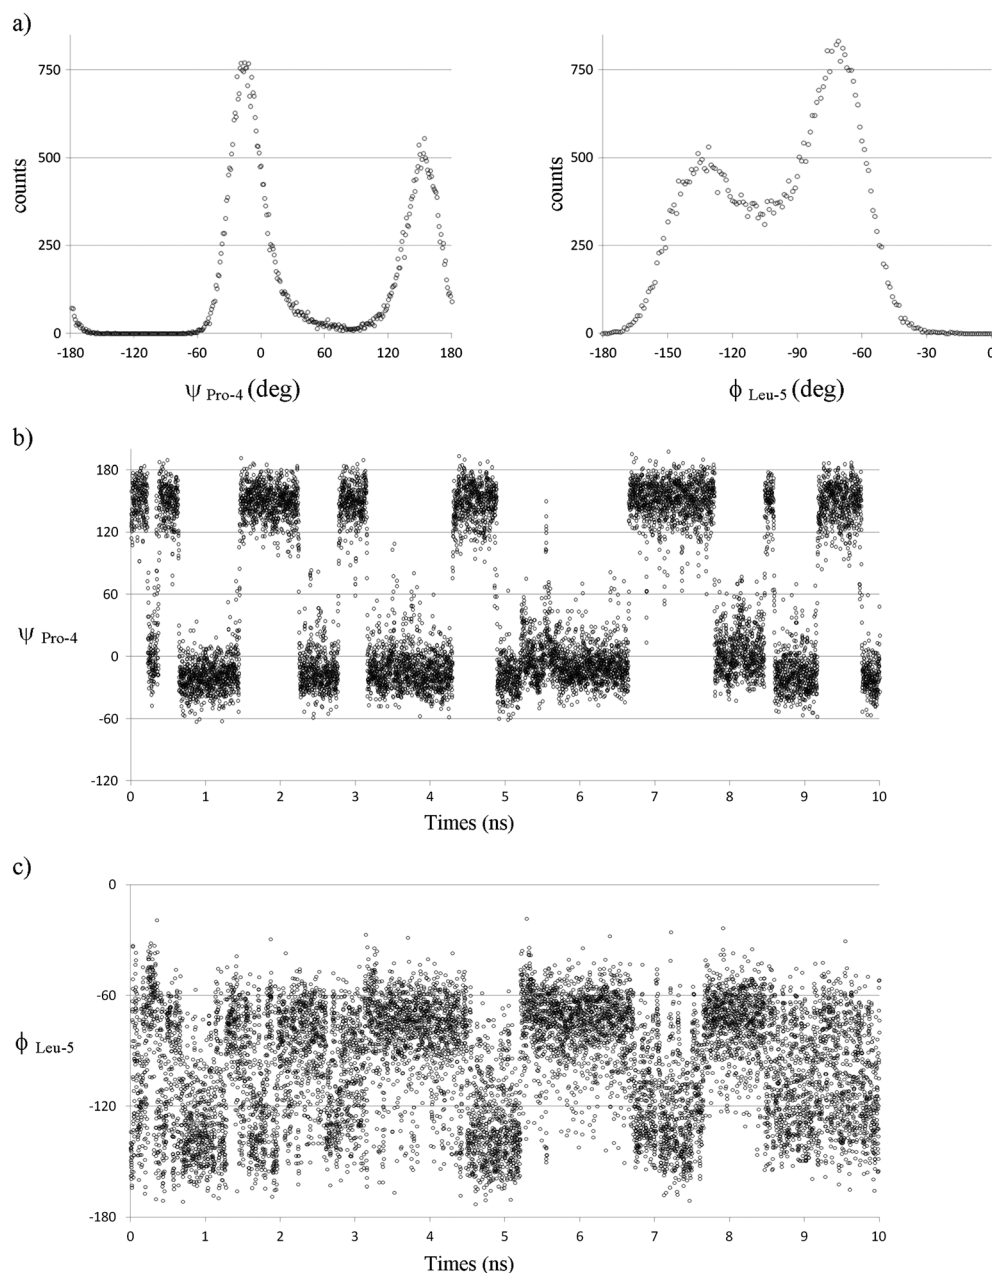 a)
counts
750
500
250
0
-180 -120 -60 0 60 120 180
ψ Pro-4 (deg)
counts
750
500
250
0
-180 -150 -120 -90 -60 -30 0
ϕ Leu-5 (deg)
b)
ψ Pro-4
180
120
60
0
-60
-120
0 1 2 3 4 5 6 7 8 9 10
Times (ns)
c)
ϕ Leu-5
0
-60
-120
-180
0 1 2 3 4 5 6 7 8 9 10
Times (ns)